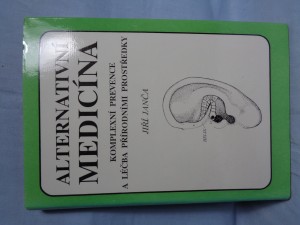 ALTERNATIVNÍ
MEDICÍNA
KOMPLEXNÍ PREVENCE
A LÉČBA PŘÍRODNÍMI PROSTŘEDKY
JIŘÍ JANČA